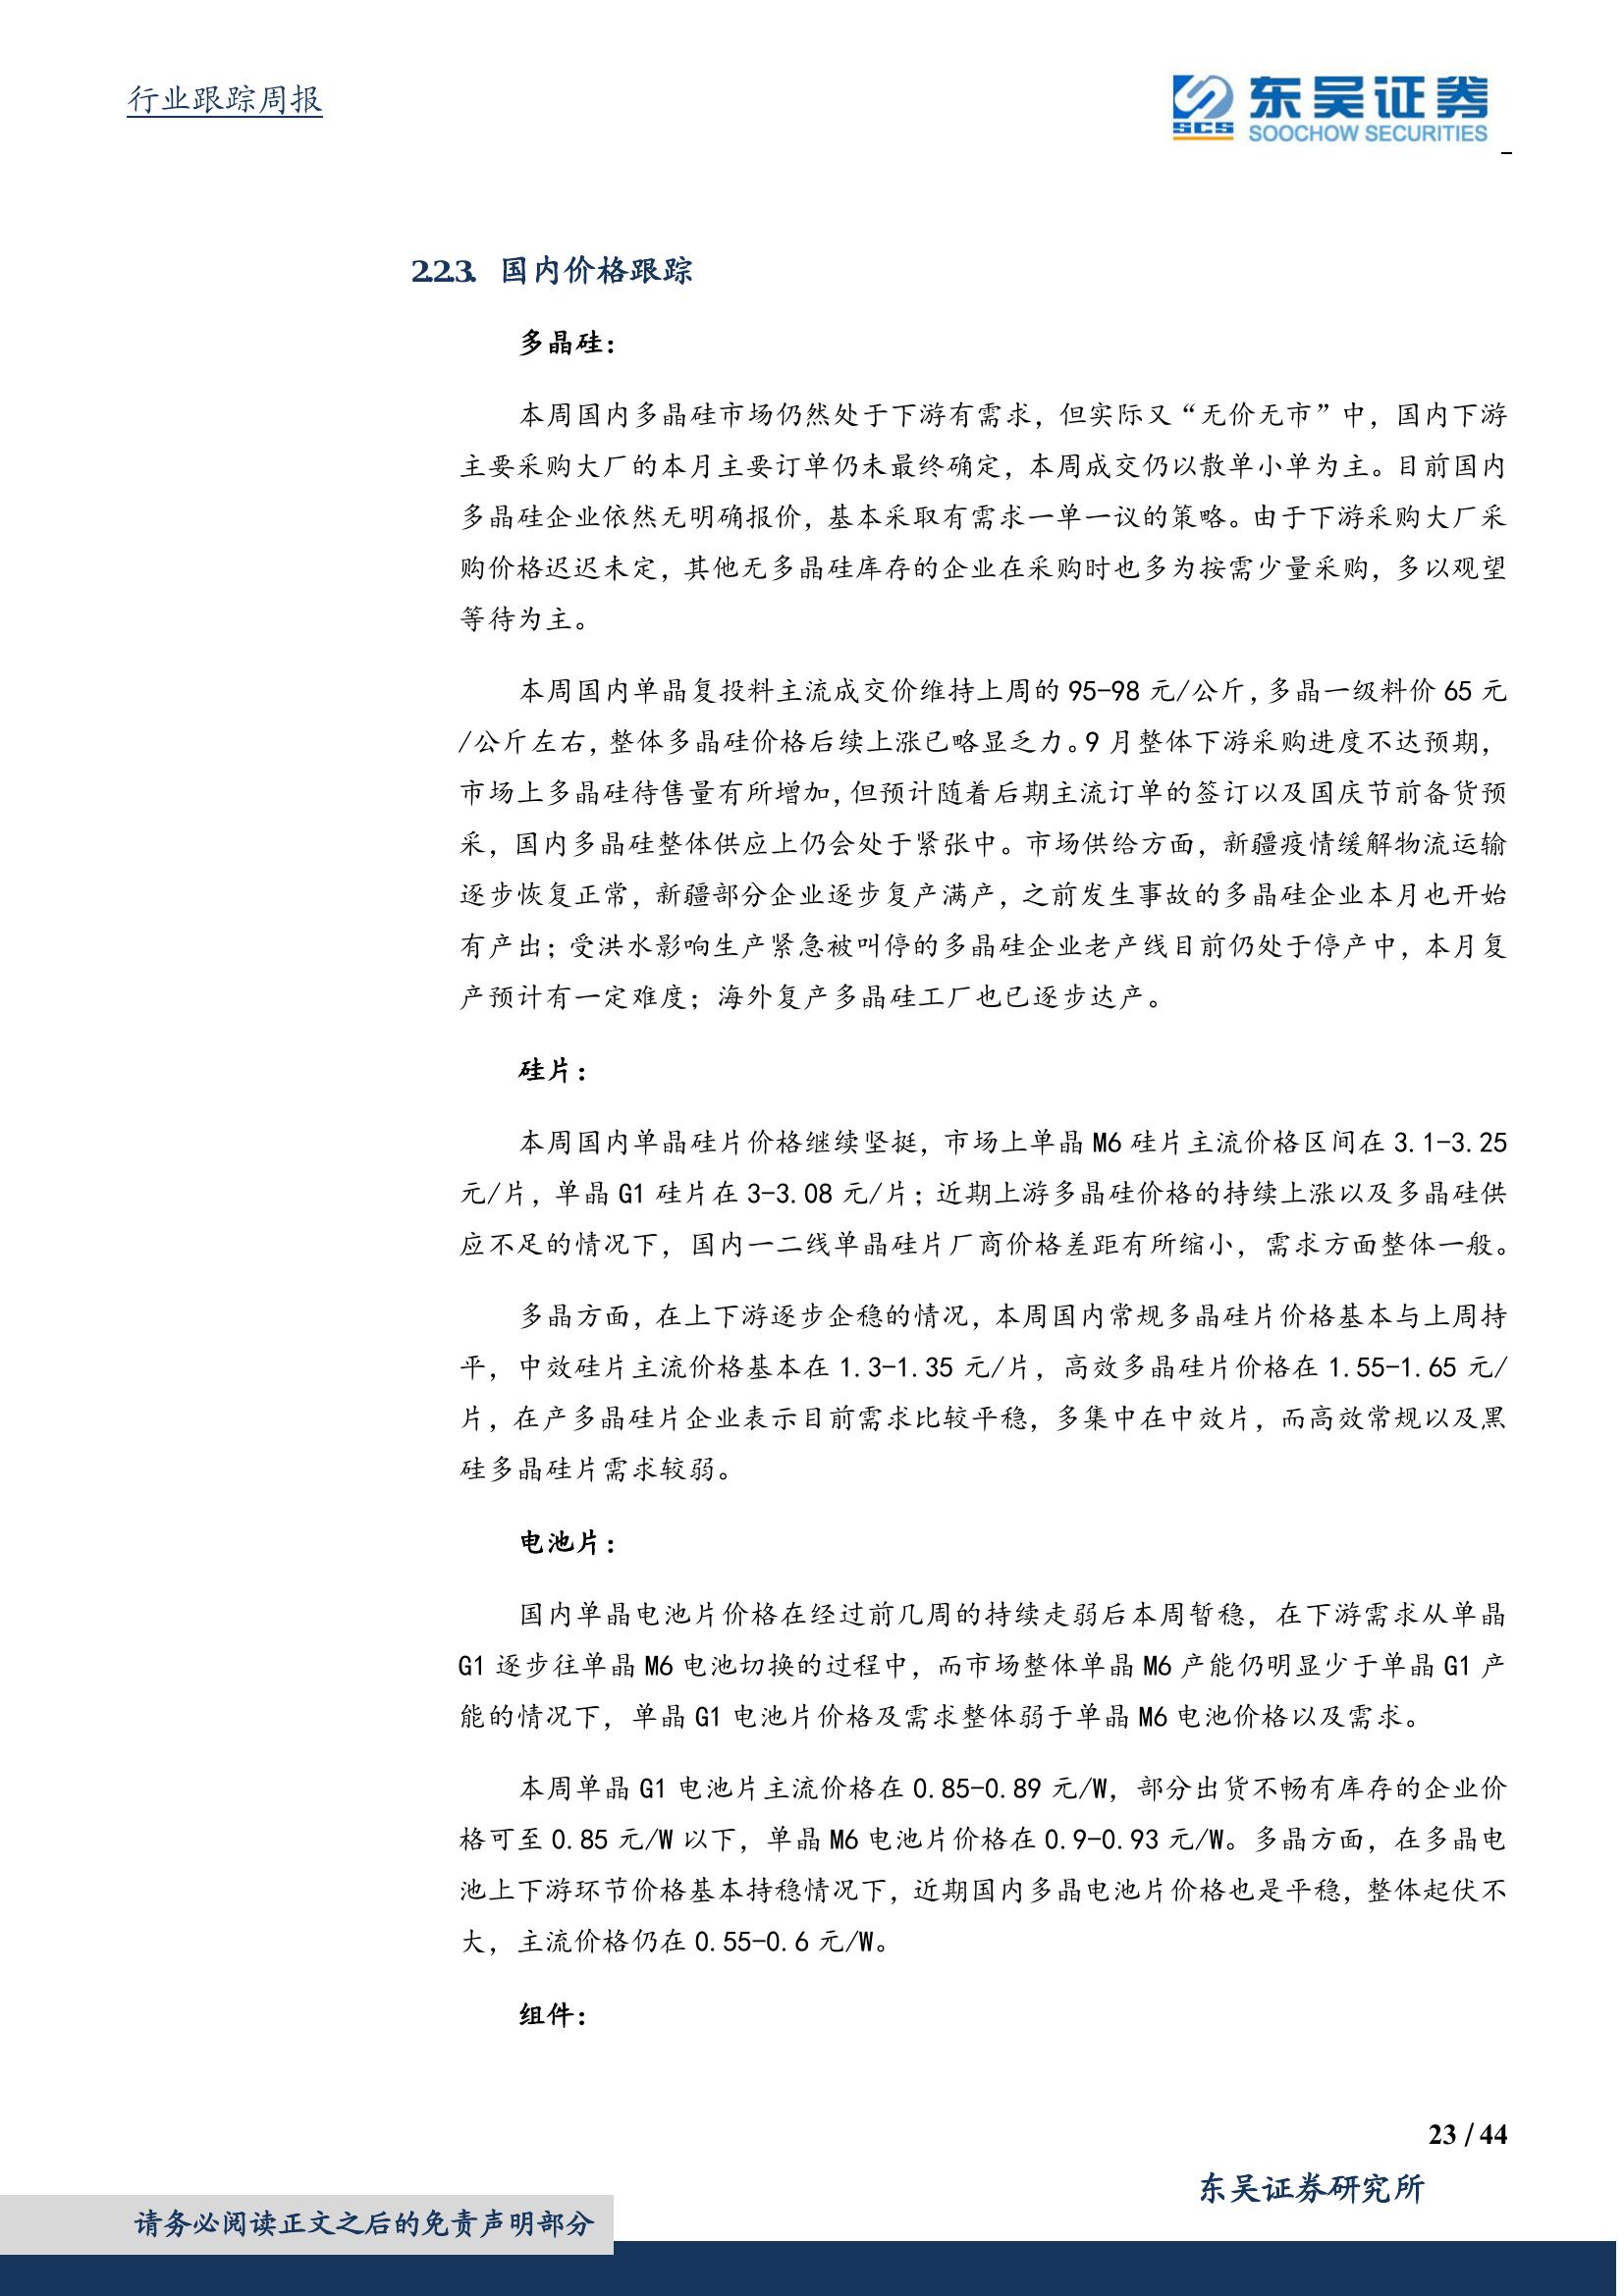 行业跟踪周报
SCS 东吴证券
SOOCHOW SECURITIES
2.2.3. 国内价格跟踪
多晶硅：
本周国内多晶硅市场仍然处于下游有需求，但实际又“无价无市”中，国内下游
主要采购大厂的本月主要订单仍未最终确定，本周成交仍以散单小单为主。目前国内
多晶硅企业依然无明确报价，基本采取有需求一单一议的策略。由于下游采购大厂采
购价格迟迟未定，其他无多晶硅库存的企业在采购时也多为按需少量采购，多以观望
等待为主。
本周国内单晶复投料主流成交价维持上周的 95-98 元/公斤，多晶一级料价 65 元
/公斤左右，整体多晶硅价格后续上涨已略显乏力。9 月整体下游采购进度不达预期，
市场上多晶硅待售量有所增加，但预计随着后期主流订单的签订以及国庆节前备货预
采，国内多晶硅整体供应上仍会处于紧张中。市场供给方面，新疆疫情缓解物流运输
逐步恢复正常，新疆部分企业逐步复产满产，之前发生事故的多晶硅企业本月也开始
有产出；受洪水影响生产紧急被叫停的多晶硅企业老产线目前仍处于停产中，本月复
产预计有一定难度；海外复产多晶硅工厂也已逐步达产。
硅片：
本周国内单晶硅片价格继续坚挺，市场上单晶 M6 硅片主流价格区间在 3.1-3.25
元/片，单晶 G1 硅片在 3-3.08 元/片；近期上游多晶硅价格的持续上涨以及多晶硅供
应不足的情况下，国内一二线单晶硅片厂商价格差距有所缩小，需求方面整体一般。
多晶方面，在上下游逐步企稳的情况，本周国内常规多晶硅片价格基本与上周持
平，中效硅片主流价格基本在 1.3-1.35 元/片，高效多晶硅片价格在 1.55-1.65 元/
片，在产多晶硅片企业表示目前需求比较平稳，多集中在中效片，而高效常规以及黑
硅多晶硅片需求较弱。
电池片：
国内单晶电池片价格在经过前几周的持续走弱后本周暂稳，在下游需求从单晶
G1 逐步往单晶 M6 电池切换的过程中，而市场整体单晶 M6 产能仍明显少于单晶 G1 产
能的情况下，单晶 G1 电池片价格及需求整体弱于单晶 M6 电池价格以及需求。
本周单晶 G1 电池片主流价格在 0.85-0.89 元/W，部分出货不畅有库存的企业价
格可至 0.85 元/W 以下，单晶 M6 电池片价格在 0.9-0.93 元/W。多晶方面，在多晶电
池上下游环节价格基本持稳情况下，近期国内多晶电池片价格也是平稳，整体起伏不
大，主流价格仍在 0.55-0.6 元/W。
组件：
23 / 44
东吴证券研究所
请务必阅读正文之后的免责声明部分